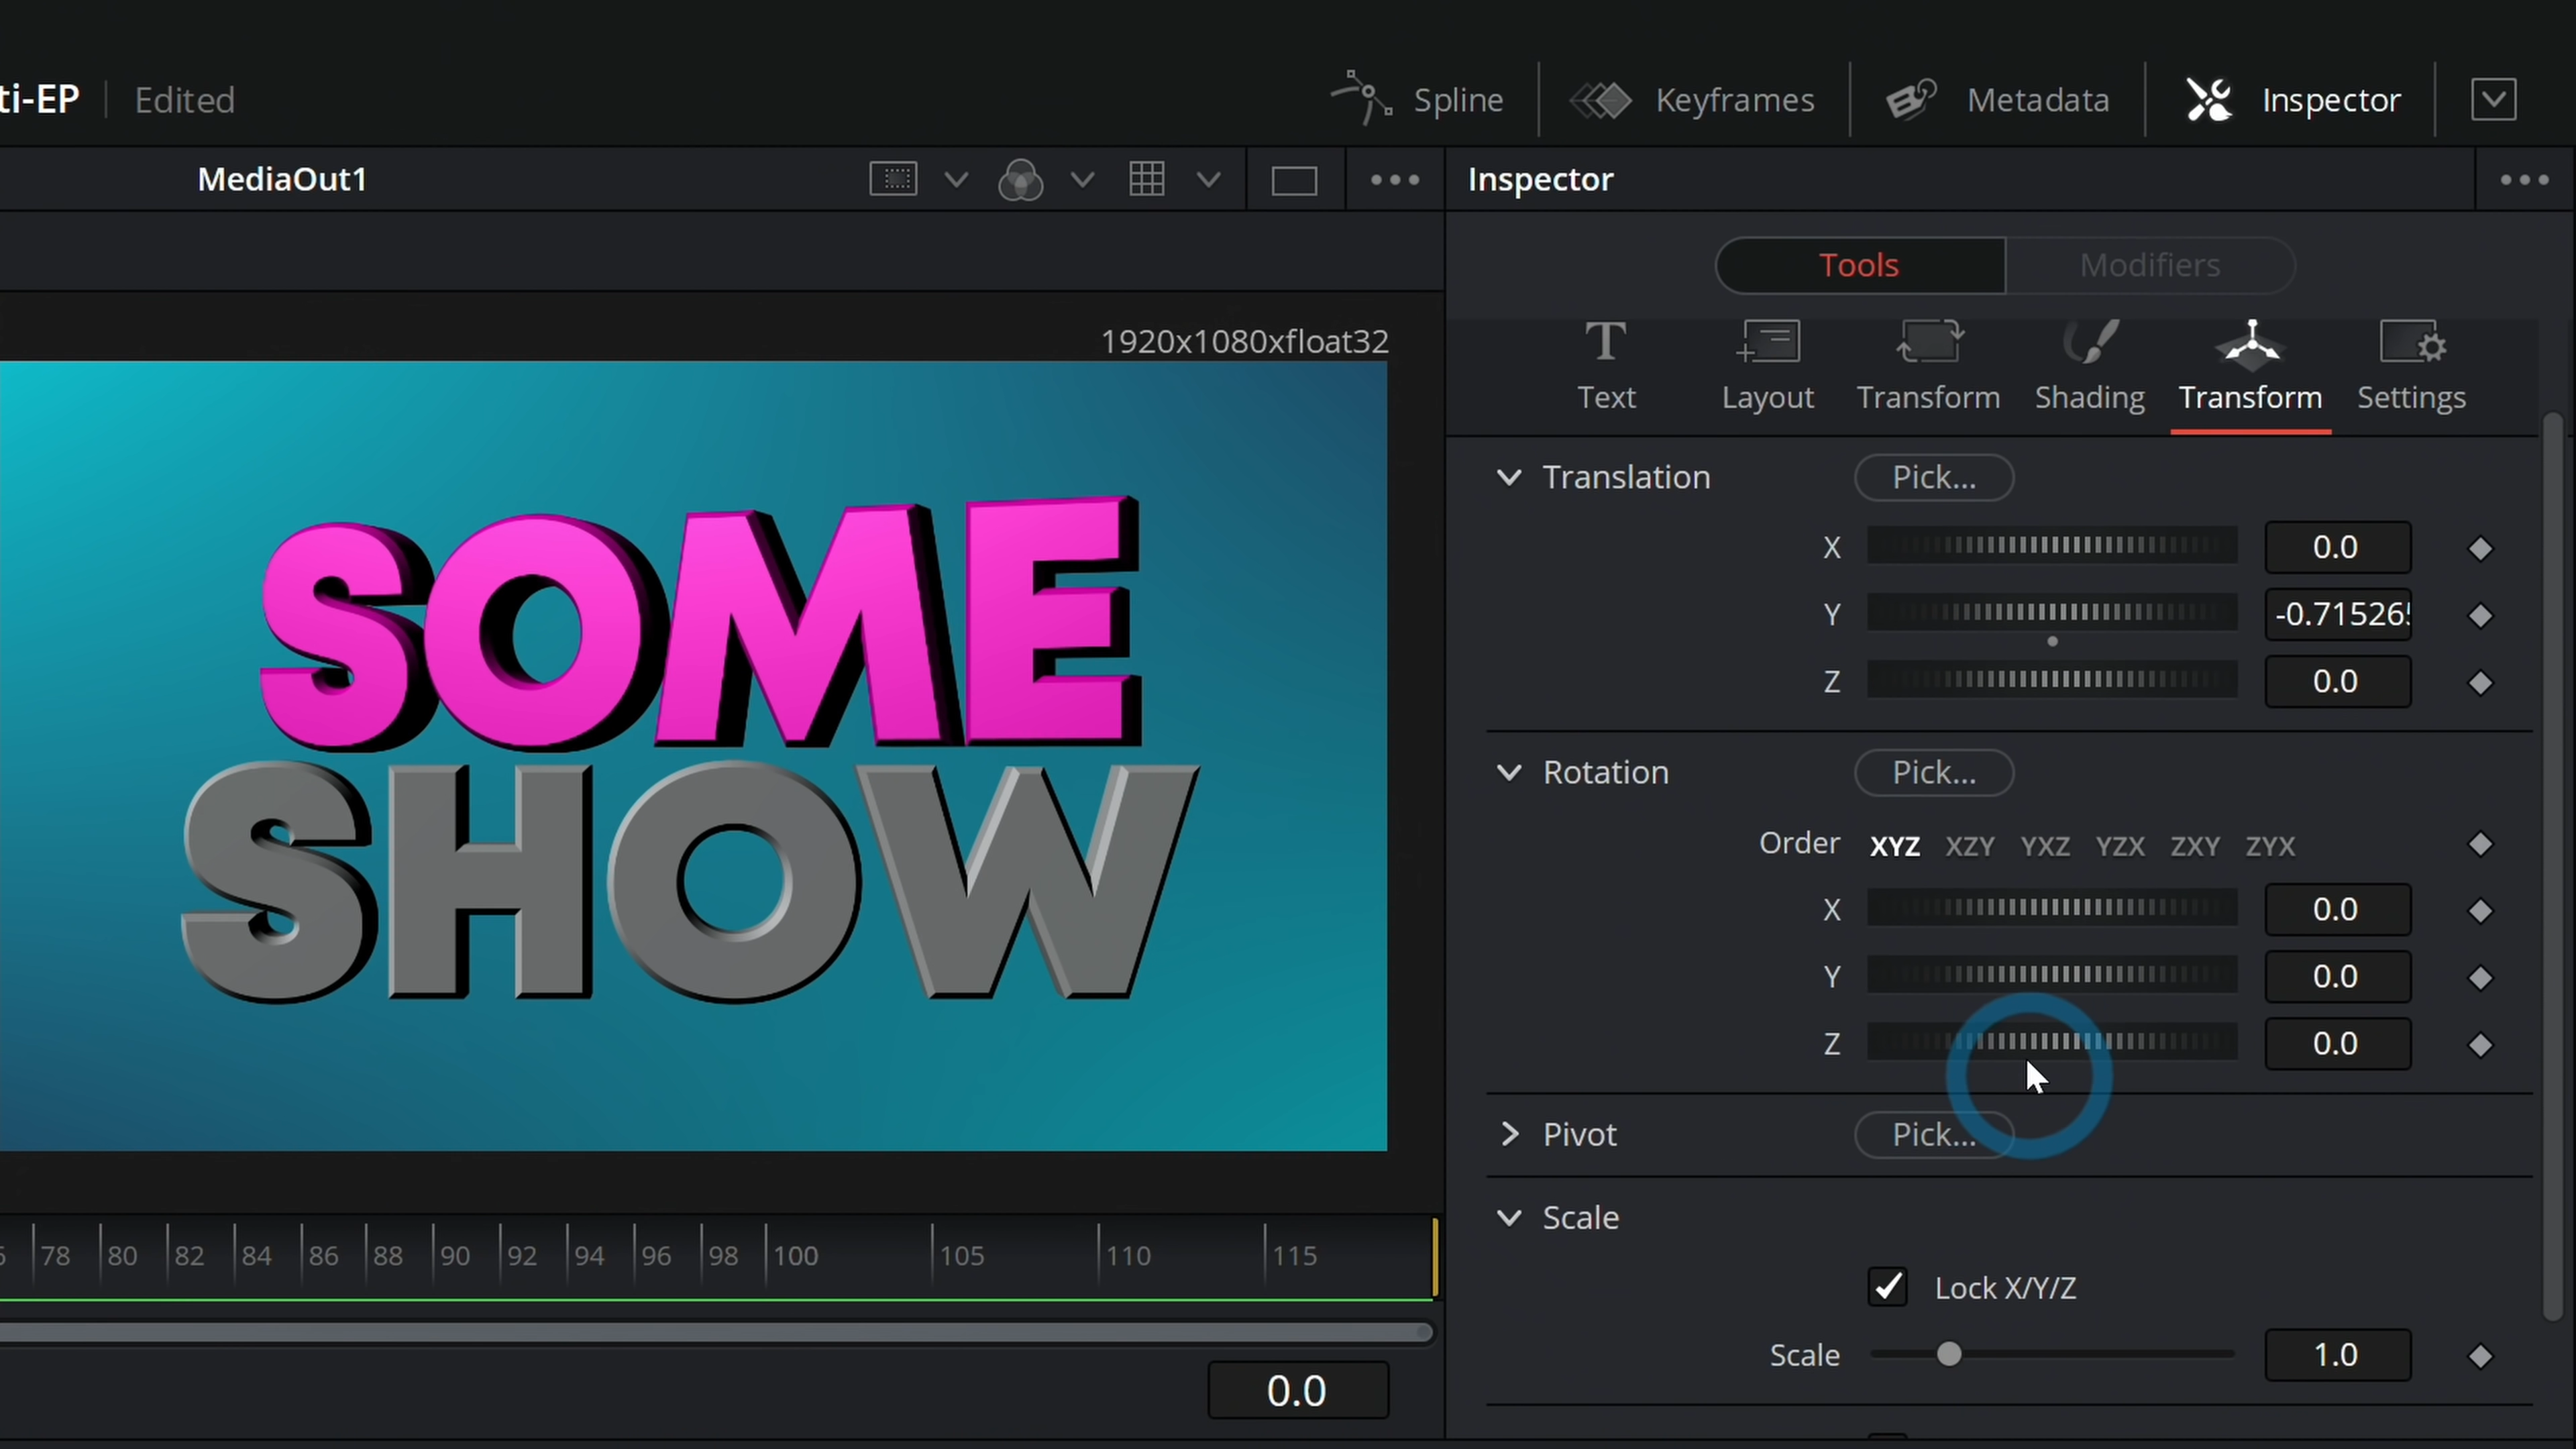 ti-EP
Edited
Spline
Keyframes
Metadata
Inspector
MediaOut1
Inspector
Tools
Modifiers
1920x1080xfloat32
Text
Layout
Transform
Shading
Transform
Settings
SOME
SHOW
Translation
Pick...
X
0.0
Y
-0.715265
Z
0.0
Rotation
Pick...
Order
XYZ XZY YXZ YZX ZXY ZYX
X
0.0
Y
0.0
Z
0.0
Pivot
Pick...
Scale
Lock X/Y/Z
Scale
1.0
78 80 82 84 86 88 90 92 94 96 98 100 105 110 115
0.0